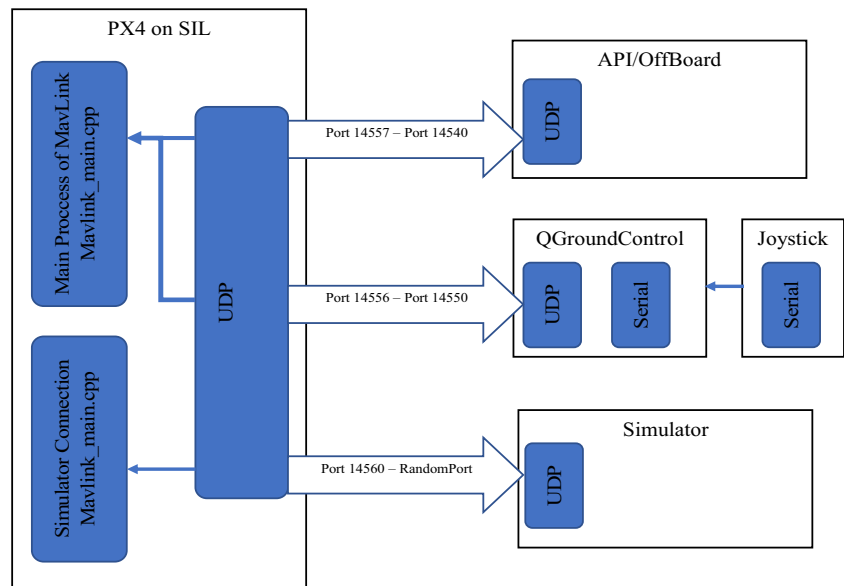 PX4 on SIL
Main Proccess of MavLink
Mavlink_main.cpp
Simulator Connection
Mavlink_main.cpp
UDP
Port 14557 – Port 14540
Port 14556 – Port 14550
Port 14560 – RandomPort
API/OffBoard
UDP
QGroundControl
UDP
Serial
Joystick
Serial
Simulator
UDP